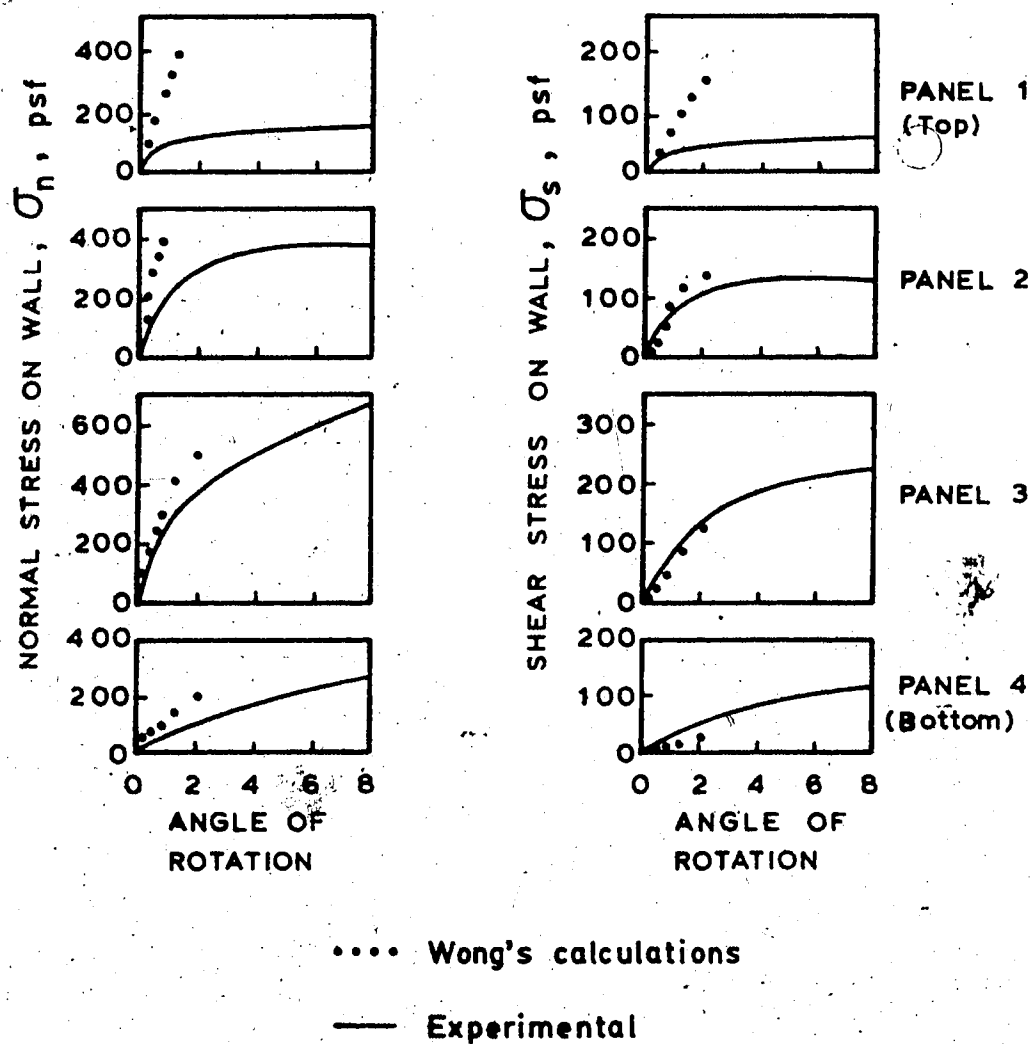 NORMAL STRESS ON WALL, σn, psf
400
200
0
400
200
0
600
400
200
0
400
200
0
0 2 4 6 8
ANGLE OF
ROTATION
SHEAR STRESS ON WALL, σs, psf
200
100
0
200
100
0
300
200
100
0
200
100
0
0 2 4 6 8
ANGLE OF
ROTATION
PANEL 1
(Top)
PANEL 2
PANEL 3
PANEL 4
(Bottom)
Wong's calculations
Experimental